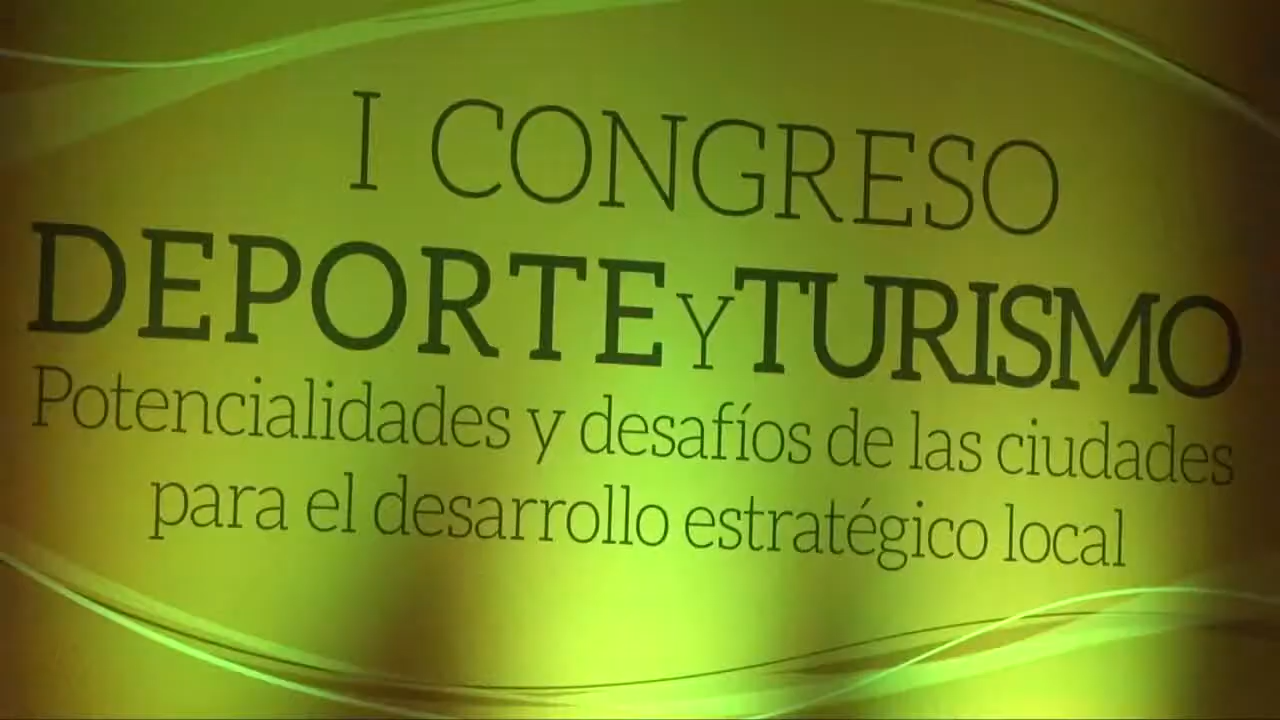 I CONGRESO
DEPORTE Y TURISMO
Potencialidades y desafíos de las ciudades
para el desarrollo estratégico local